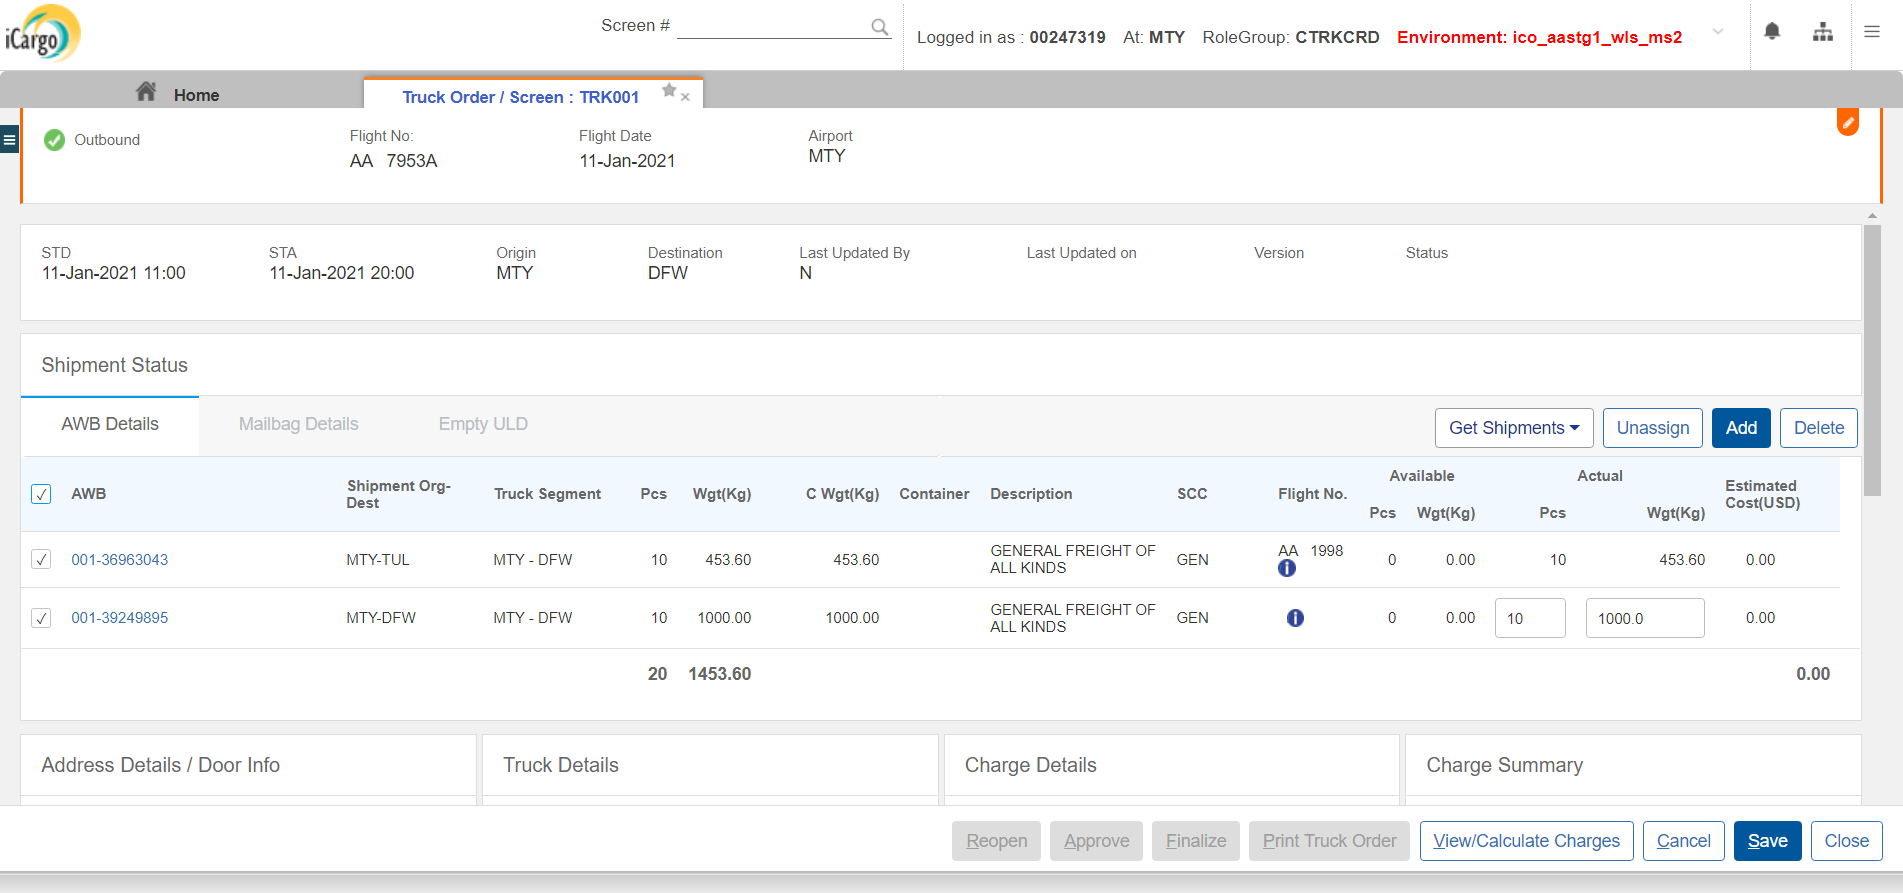 iCargo
Screen #
Logged in as : 00247319 At: MTY RoleGroup: CTRKCRD Environment: ico_aastg1_wls_ms2
Home
Truck Order / Screen : TRK001
Outbound
Flight No:
AA 7953A
Flight Date
11-Jan-2021
Airport
MTY
STD
11-Jan-2021 11:00
STA
11-Jan-2021 20:00
Origin
MTY
Destination
DFW
Last Updated By
N
Last Updated on
Version
Status
Shipment Status
AWB Details
Mailbag Details
Empty ULD
Get Shipments
Unassign
Add
Delete
AWB
Shipment Org-
Dest
Truck Segment
Pcs
Wgt(Kg)
C Wgt(Kg)
Container
Description
SCC
Flight No.
Available
Pcs Wgt(Kg)
Actual
Pcs Wgt(Kg)
Estimated
Cost(USD)
001-36963043
MTY-TUL
MTY - DFW
10
453.60
453.60
GENERAL FREIGHT OF
ALL KINDS
GEN
AA 1998
0
0.00
10
453.60
0.00
001-39249895
MTY-DFW
MTY - DFW
10
1000.00
1000.00
GENERAL FREIGHT OF
ALL KINDS
GEN
0
0.00
10
1000.0
0.00
20 1453.60 0.00
Address Details / Door Info
Truck Details
Charge Details
Charge Summary
Reopen
Approve
Finalize
Print Truck Order
View/Calculate Charges
Cancel
Save
Close